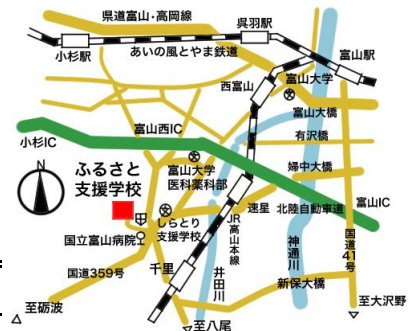 県道富山・高岡線
呉羽駅
小杉駅
あいの風とやま鉄道
富山駅
西富山
富山大学
富山大橋
小杉IC
富山西IC
有沢橋
富山大学
医科薬科部
婦中大橋
N
ふるさと
支援学校
しらとり
支援学校
速星
北陸自動車道
富山IC
国立富山病院
JR高山本線
国道359号
千里
井田川
神通川
国道41号
新保大橋
至砺波
至八尾
至大沢野